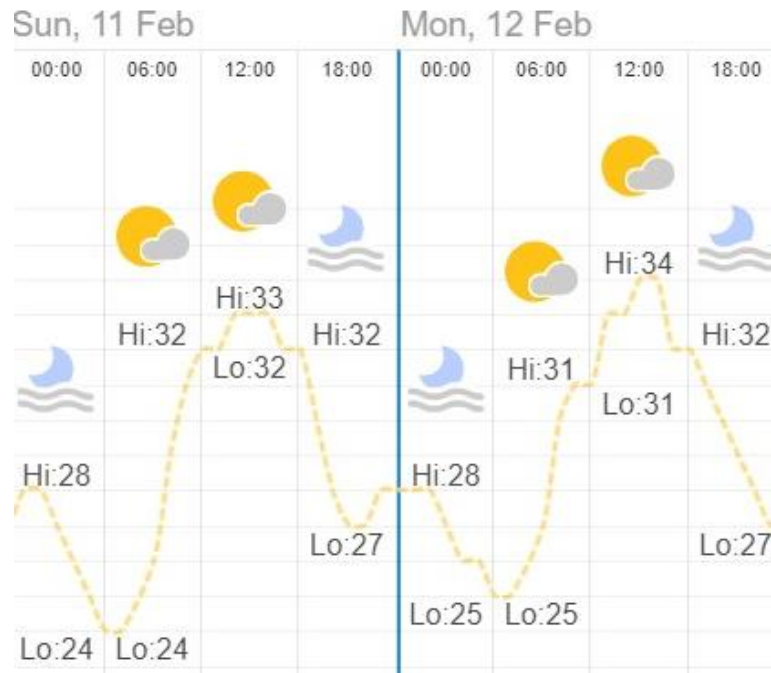 Sun, 11 Feb
Mon, 12 Feb
00:00 06:00 12:00 18:00 00:00 06:00 12:00 18:00
Hi:34
Hi:33
Hi:32 Hi:32 Hi:32
Lo:32 Hi:31
Lo:31
Hi:28 Hi:28
Lo:27 Lo:27
Lo:25 Lo:25
Lo:24 Lo:24